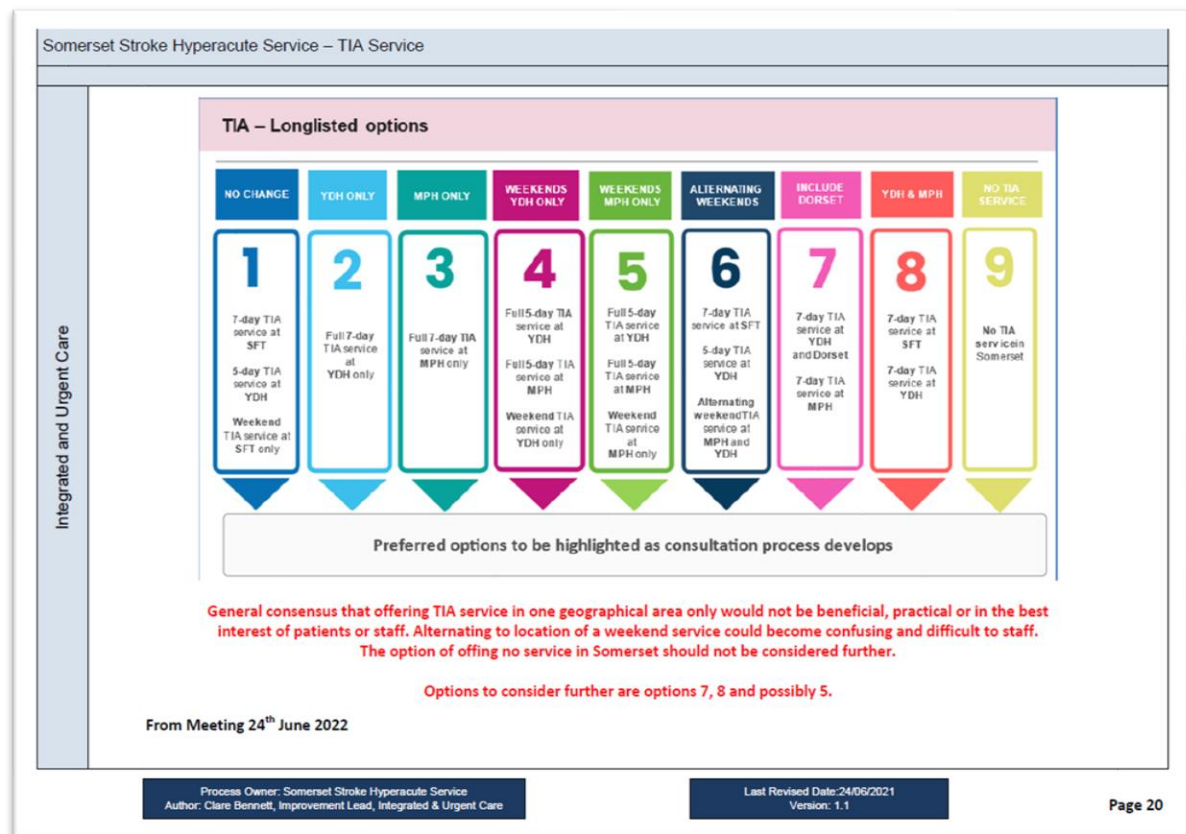 Somerset Stroke Hyperacute Service – TIA Service
Integrated and Urgent Care
TIA – Longlisted options
NO CHANGE
1
7-day TIA
service at
SFT
5-day TIA
service at
YDH
Weekend
TIA service at
SFT only
YDH ONLY
2
Full 7-day
TIA service
at
YDH only
MPH ONLY
3
Full 7-day TIA
service at
MPH only
WEEKENDS
YDH ONLY
4
Full 5-day TIA
service at
YDH
Full 5-day TIA
service at
MPH
Weekend TIA
service at
YDH only
WEEKENDS
MPH ONLY
5
Full 5-day
TIA service
at YDH
Full 5-day
TIA service
at MPH
Weekend
TIA service
at
MPH only
ALTERNATING
WEEKENDS
6
7-day TIA
service at SFT
5-day TIA
service at
YDH
Alternating
weekend TIA
service at
MPH and
YDH
INCLUDE
DORSET
7
7-day TIA
service at
YDH
and Dorset
7-day TIA
service at
MPH
YDH & MPH
8
7-day TIA
service at
SFT
7-day TIA
service at
YDH
NO TIA
SERVICE
9
No TIA
servicein
Somerset
Preferred options to be highlighted as consultation process develops
General consensus that offering TIA service in one geographical area only would not be beneficial, practical or in the best
interest of patients or staff. Alternating to location of a weekend service could become confusing and difficult to staff.
The option of offing no service in Somerset should not be considered further.
Options to consider further are options 7, 8 and possibly 5.
From Meeting 24th June 2022
Process Owner: Somerset Stroke Hyperacute Service
Author: Clare Bennett, Improvement Lead, Integrated & Urgent Care
Last Revised Date:24/06/2021
Version: 1.1
Page 20